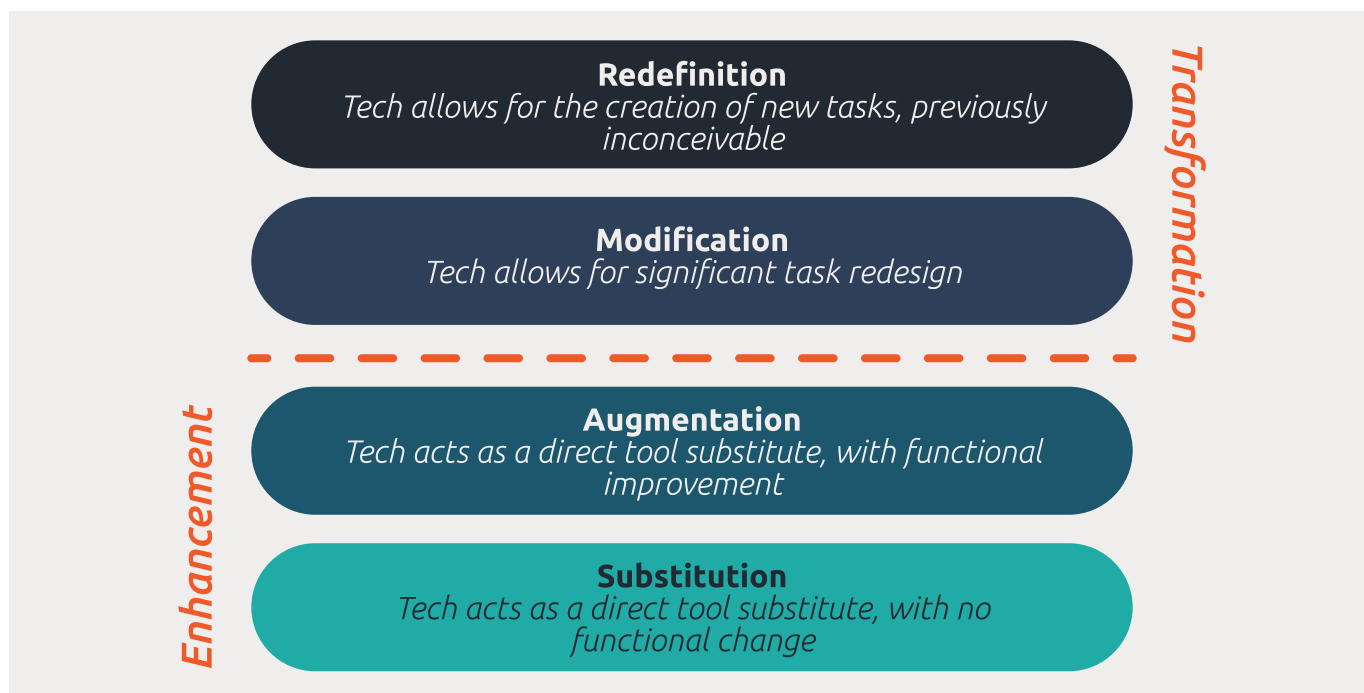 Redefinition
Tech allows for the creation of new tasks, previously
inconceivable
Transformation
Modification
Tech allows for significant task redesign
Augmentation
Tech acts as a direct tool substitute, with functional
improvement
Enhancement
Substitution
Tech acts as a direct tool substitute, with no
functional change